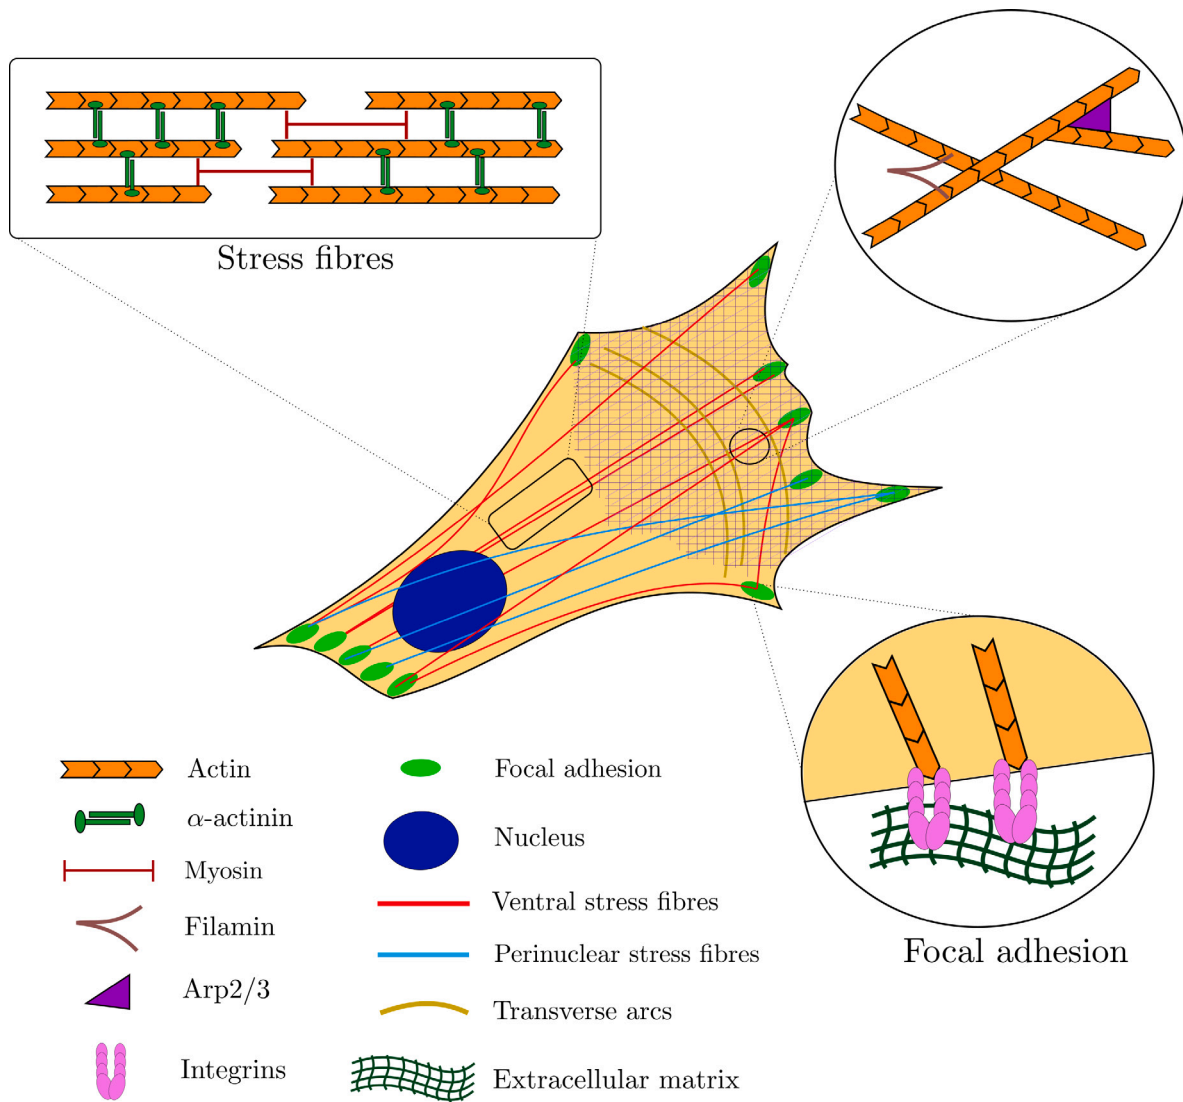 Stress fibres
Focal adhesion
Actin
α-actinin
Myosin
Filamin
Arp2/3
Integrins
Focal adhesion
Nucleus
Ventral stress fibres
Perinuclear stress fibres
Transverse arcs
Extracellular matrix